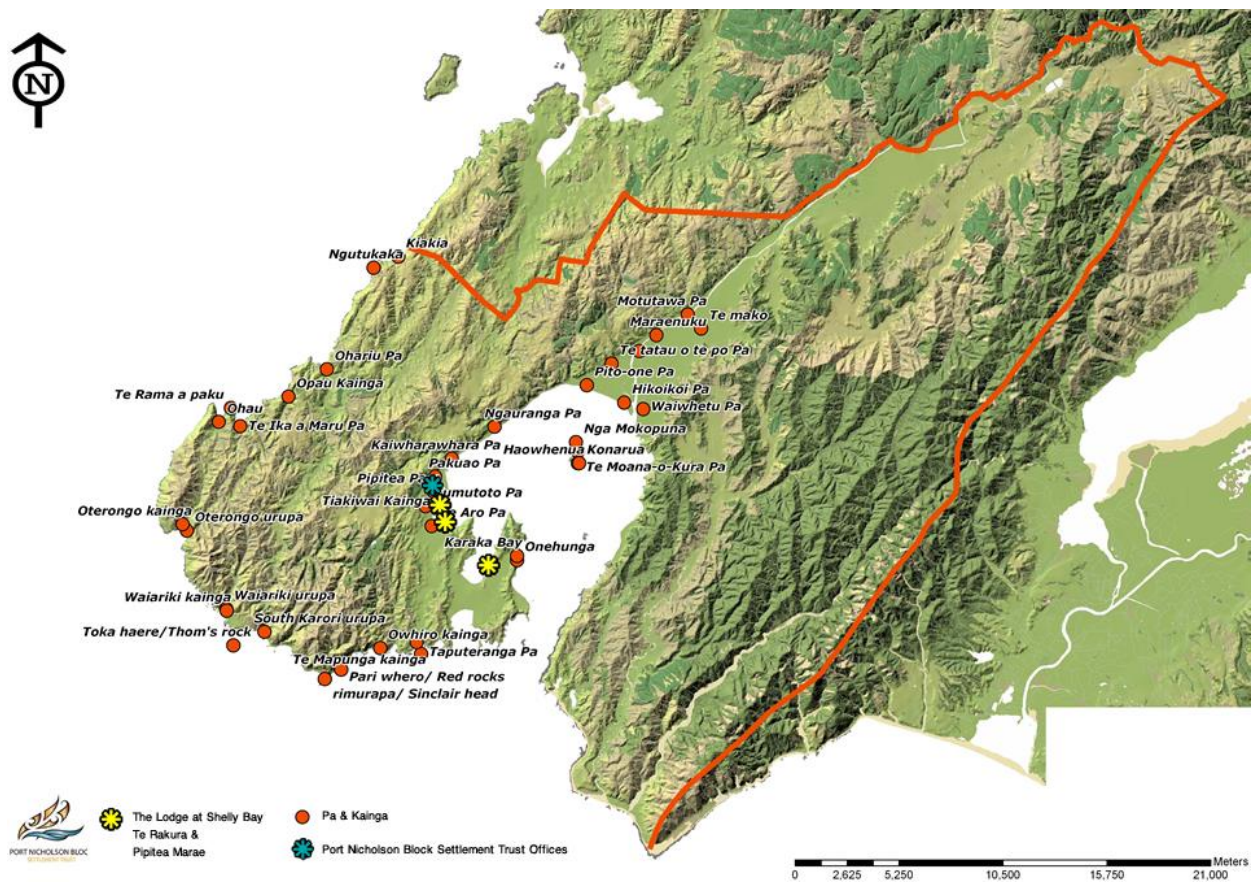 N
Kiakia
Ngutukaka
Motutawa Pa
Te mako
Maraenuku
Te tatau o te po Pa
Ohariu Pa
Pito-one Pa
Opau Kainga
Hikoikoi Pa
Te Rama a paku
Ohau
Waiwhetu Pa
Te Ika a Maru Pa
Ngauranga Pa
Nga Mokopuna
Kaiwharawhara Pa
Haowhenua Konarua
Pakuao Pa
Te Moana-o-Kura Pa
Pipitea Pa
umutoto Pa
Tiakiwai Kainga
Aro Pa
Oterongo kainga
Oterongo urupa
Karaka Bay
Onehunga
Waiariki kainga
Waiariki urupa
South Karori urupa
Toka haere/Thom's rock
Owhiro kainga
Taputeranga Pa
Te Mapunga kainga
Pari whero/ Red rocks
rimurapa/ Sinclair head
PORT NICHOLSON BLOC
SETTLEMENT TRUST
The Lodge at Shelly Bay
Te Rakura &
Pipitea Marae
Pa & Kainga
Port Nicholson Block Settlement Trust Offices
Meters
0 2,625 5,250 10,500 15,750 21,000